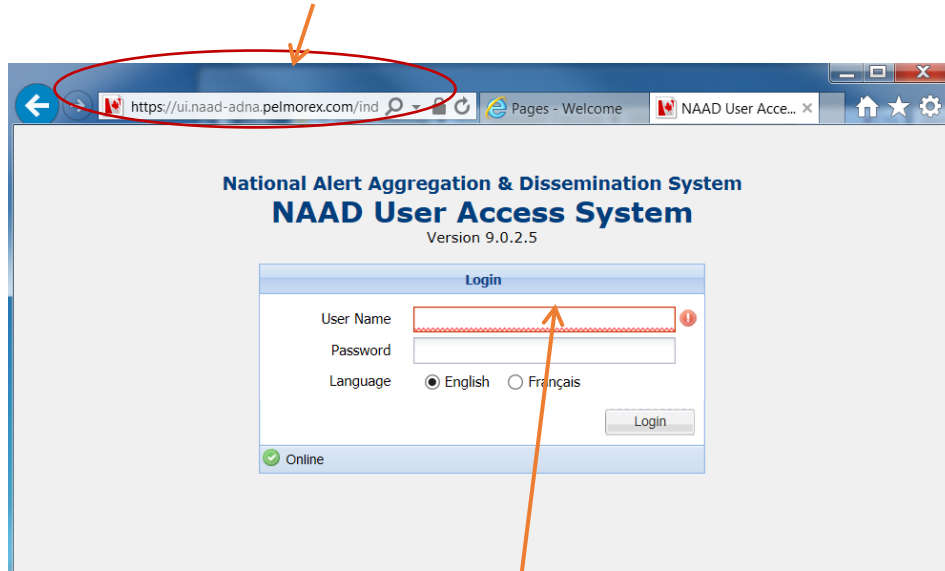 https://ui.naad-adna.pelmorex.com/ind
Pages - Welcome
NAAD User Acce...
National Alert Aggregation & Dissemination System
NAAD User Access System
Version 9.0.2.5
Login
User Name
Password
Language English Français
Login
Online